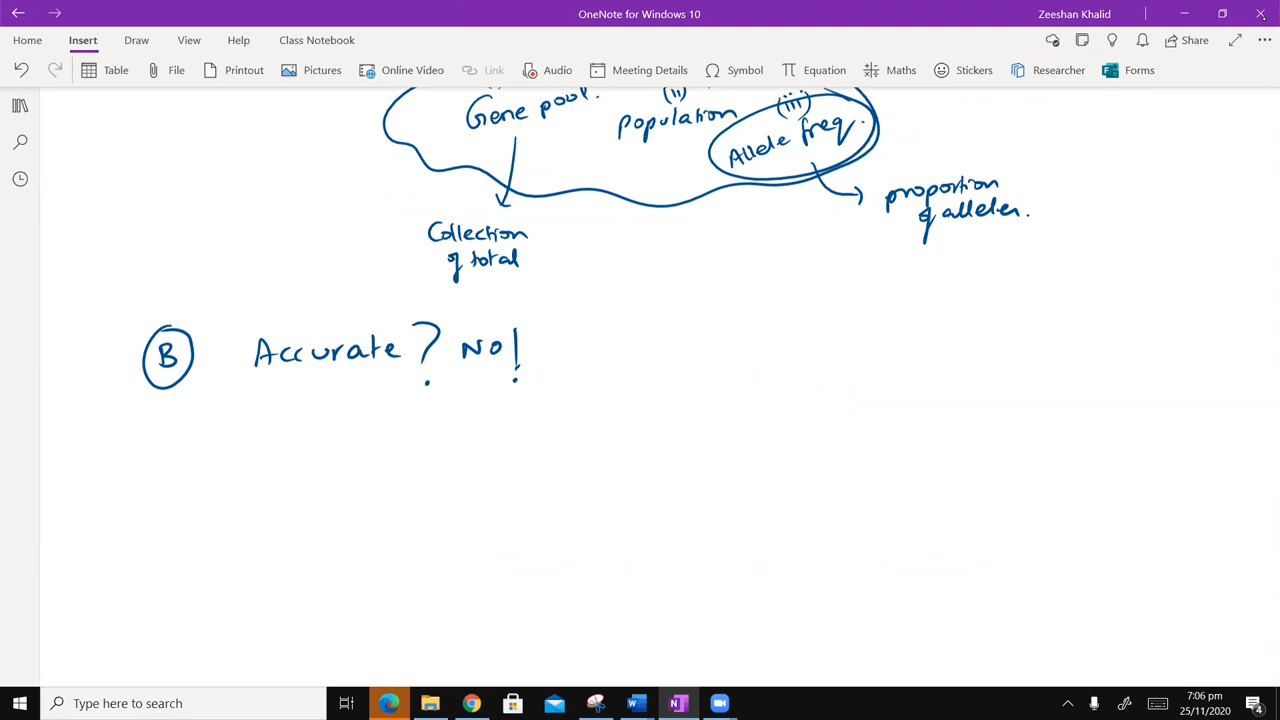 OneNote for Windows 10
Zeeshan Khalid
Home Insert Draw View Help Class Notebook
Share
Table File Printout Pictures Online Video Link Audio Meeting Details Symbol Equation Maths Stickers Researcher Forms
(ii) (iii)
Gene pool. population Allele freq.
proportion
of alleles.
Collection
of total
B Accurate? No!
Type here to search
7:06 pm
25/11/2020
4